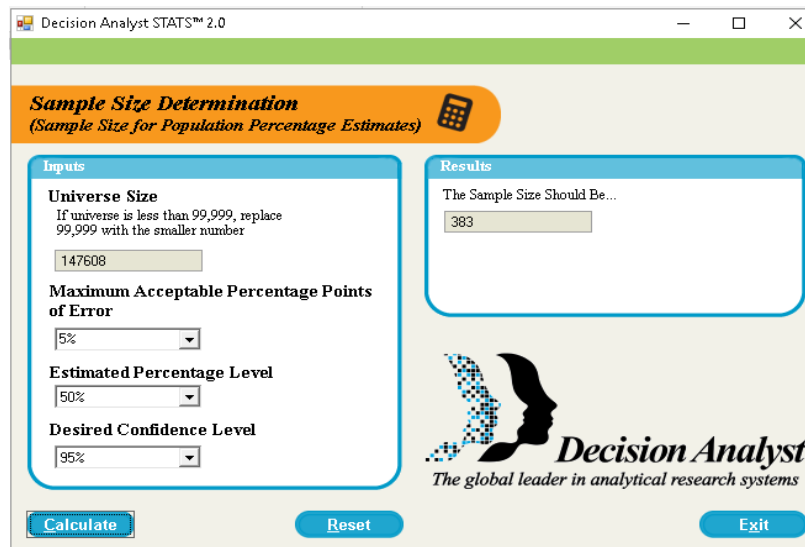 Decision Analyst STATS™ 2.0
Sample Size Determination
(Sample Size for Population Percentage Estimates)
Inputs
Universe Size
If universe is less than 99,999, replace
99,999 with the smaller number
147608
Maximum Acceptable Percentage Points
of Error
5%
Estimated Percentage Level
50%
Desired Confidence Level
95%
Results
The Sample Size Should Be...
383
Decision Analyst
The global leader in analytical research systems
Calculate
Reset
Exit